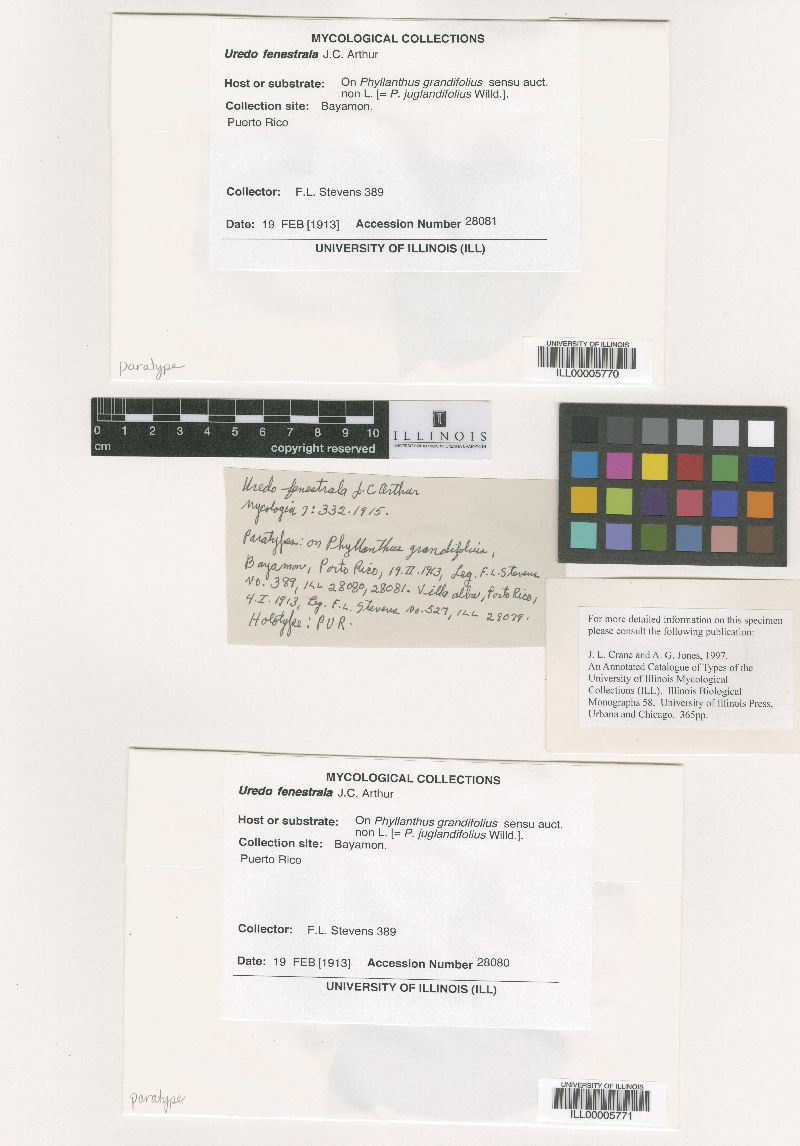 MYCOLOGICAL COLLECTIONS
Uredo fenestrala J.C. Arthur
Host or substrate: On Phyllanthus grandifolius sensu auct.
non L. [= P. juglandifolius Willd.].
Collection site: Bayamon.
Puerto Rico
Collector: F.L. Stevens 389
Date: 19 FEB [1913] Accession Number 28081
UNIVERSITY OF ILLINOIS (ILL)
paratype
UNIVERSITY OF ILLINOIS
ILL00005770
0 1 2 3 4 5 6 7 8 9 10
cm copyright reserved
I
ILLINOIS
UNIVERSITY OF ILLINOIS AT URBANA-CHAMPAIGN
Uredo fenestrala J.C Arthur
Mycologia 7:332.1915.
Paratypes: on Phyllanthus grandifolius,
Bayamon, Porto Rico, 19.II.1913, Leg. F.L. Stevens
No. 389, ILL 28080, 28081. Villa alba, Porto Rico,
4.I.1913, Leg. F.L. Stevens No. 527, ILL 28079.
Holotype: PUR.
For more detailed information on this specimen
please consult the following publication:
J. L. Crane and A. G. Jones, 1997.
An Annotated Catalogue of Types of the
University of Illinois Mycological
Collections (ILL). Illinois Biological
Monographs 58. University of Illinois Press,
Urbana and Chicago. 365pp.
MYCOLOGICAL COLLECTIONS
Uredo fenestrala J.C. Arthur
Host or substrate: On Phyllanthus grandifolius sensu auct.
non L. [= P. juglandifolius Willd.].
Collection site: Bayamon.
Puerto Rico
Collector: F.L. Stevens 389
Date: 19 FEB [1913] Accession Number 28080
UNIVERSITY OF ILLINOIS (ILL)
paratype
UNIVERSITY OF ILLINOIS
ILL00005771